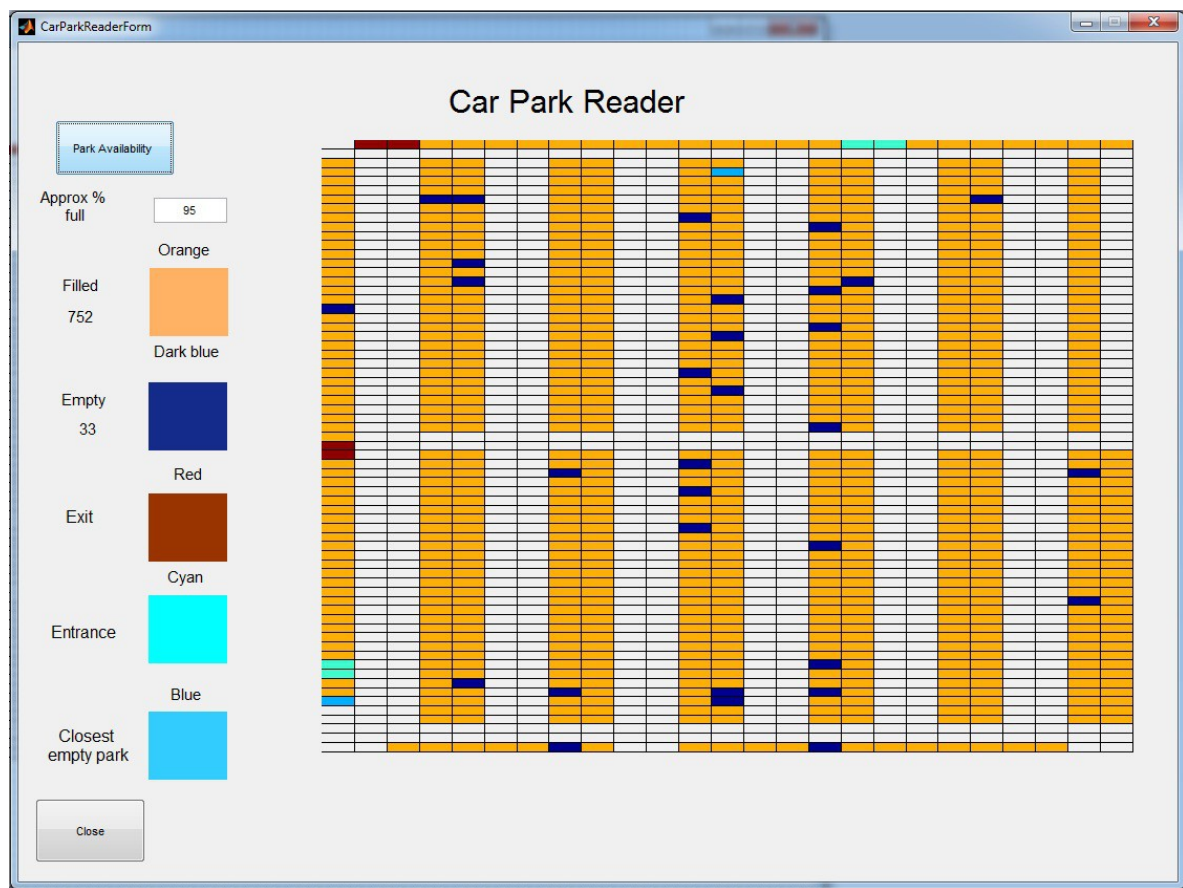 CarParkReaderForm
Car Park Reader
Park Availability
Approx %
full
95
Orange
Filled
752
Dark blue
Empty
33
Red
Exit
Cyan
Entrance
Blue
Closest
empty park
Close